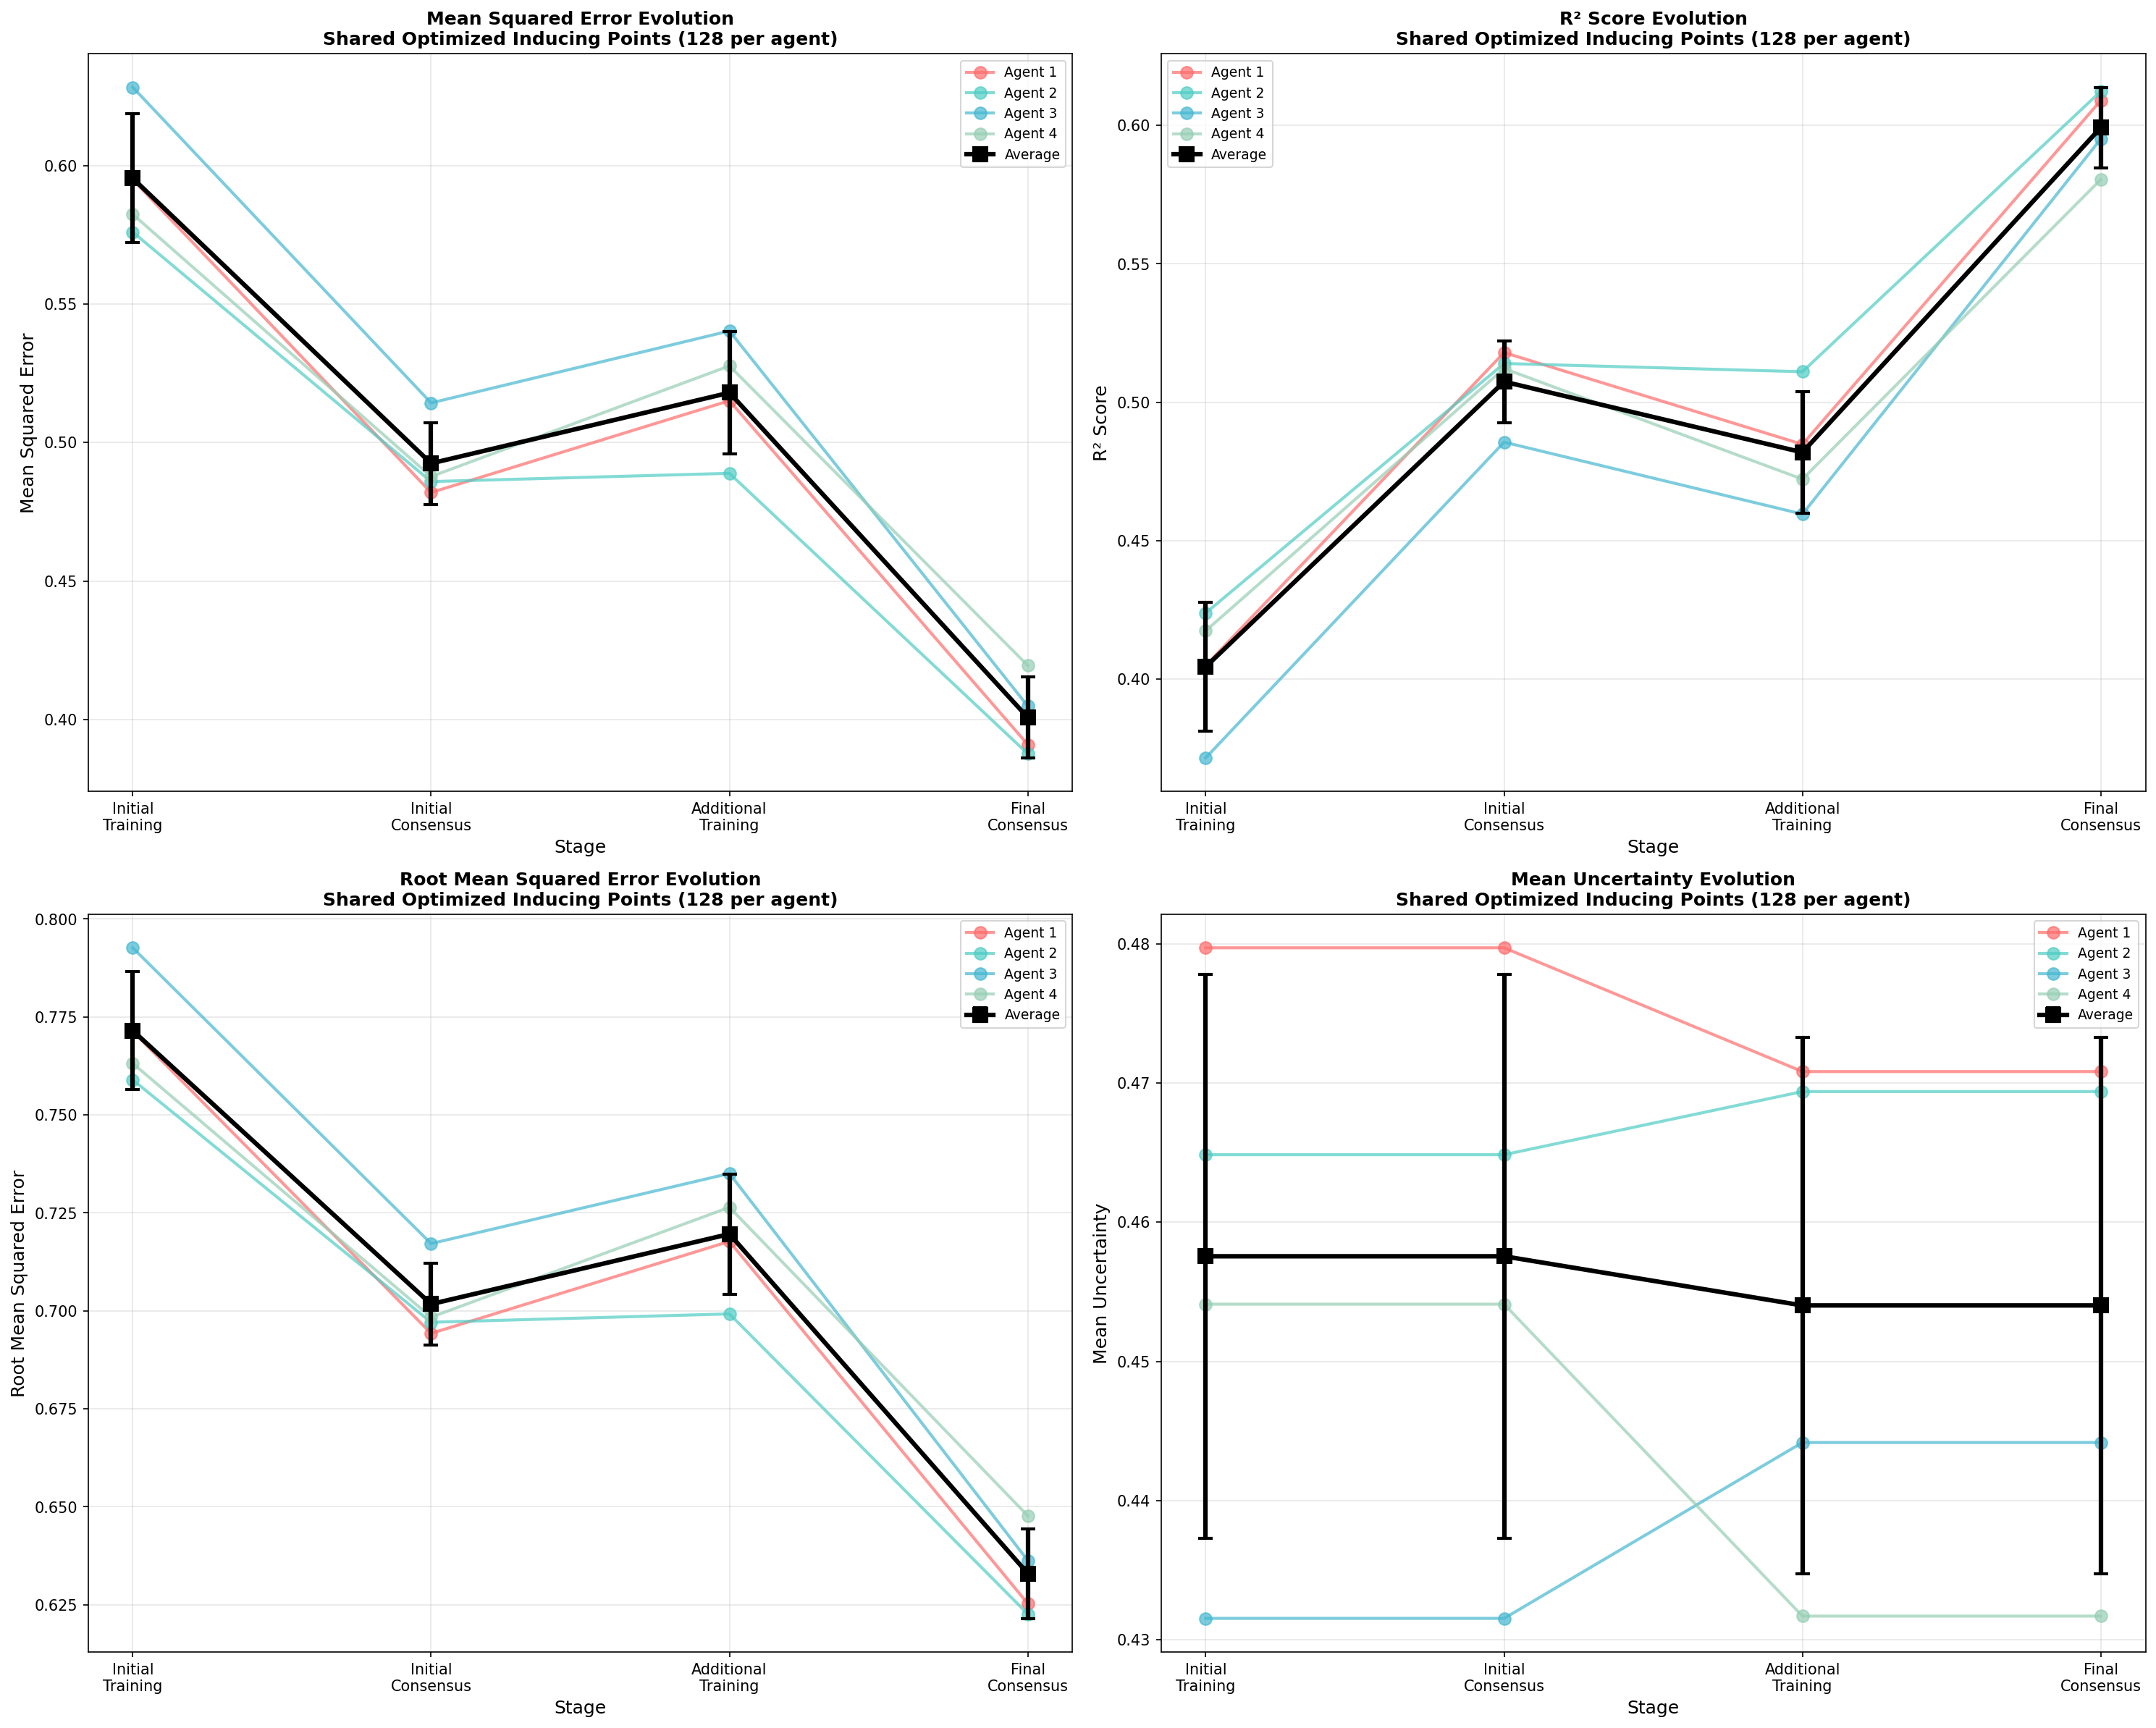 Mean Squared Error Evolution
Shared Optimized Inducing Points (128 per agent)
Agent 1
Agent 2
Agent 3
Agent 4
Average
Mean Squared Error
0.60
0.55
0.50
0.45
0.40
Initial
Training
Initial
Consensus
Additional
Training
Final
Consensus
Stage
R² Score Evolution
Shared Optimized Inducing Points (128 per agent)
Agent 1
Agent 2
Agent 3
Agent 4
Average
R² Score
0.60
0.55
0.50
0.45
0.40
Initial
Training
Initial
Consensus
Additional
Training
Final
Consensus
Stage
Root Mean Squared Error Evolution
Shared Optimized Inducing Points (128 per agent)
Agent 1
Agent 2
Agent 3
Agent 4
Average
Root Mean Squared Error
0.800
0.775
0.750
0.725
0.700
0.675
0.650
0.625
Initial
Training
Initial
Consensus
Additional
Training
Final
Consensus
Stage
Mean Uncertainty Evolution
Shared Optimized Inducing Points (128 per agent)
Agent 1
Agent 2
Agent 3
Agent 4
Average
Mean Uncertainty
0.48
0.47
0.46
0.45
0.44
0.43
Initial
Training
Initial
Consensus
Additional
Training
Final
Consensus
Stage